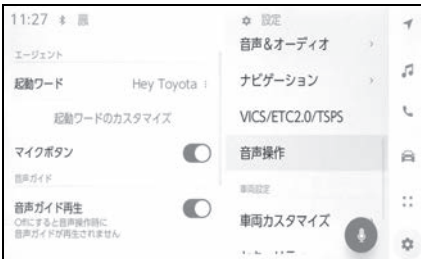 11:27
エージェント
起動ワード Hey Toyota
起動ワードのカスタマイズ
マイクボタン
音声ガイド
音声ガイド再生
Offにすると音声操作時に
音声ガイドが再生されません
設定
音声&オーディオ
ナビゲーション
VICS/ETC2.0/TSPS
音声操作
車両設定
車両カスタマイズ